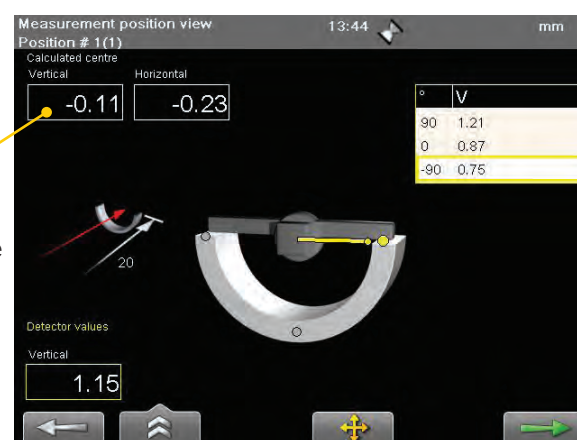 Measurement position view 13:44 mm
Position # 1(1)
Calculated centre
Vertical Horizontal
-0.11 -0.23
° V
90 1.21
0 0.87
-90 0.75
e
20
Detector values
Vertical
1.15